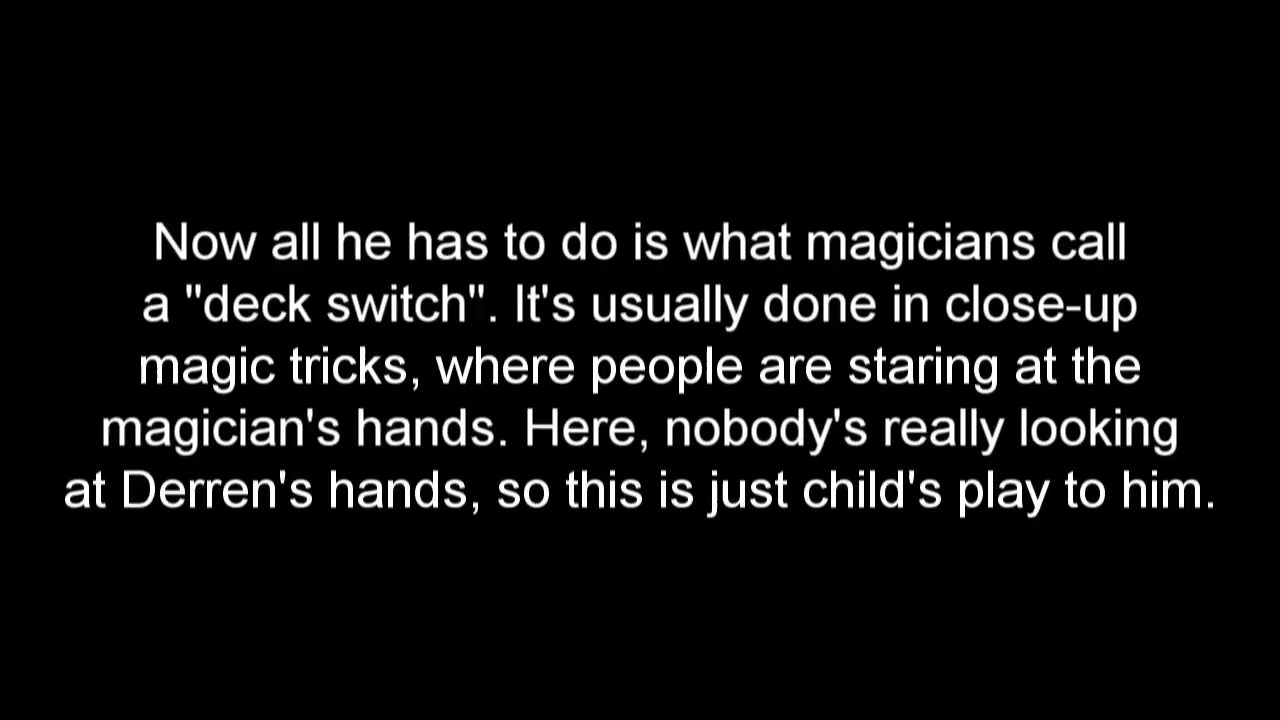 Now all he has to do is what magicians call
a "deck switch". It's usually done in close-up
magic tricks, where people are staring at the
magician's hands. Here, nobody's really looking
at Derren's hands, so this is just child's play to him.